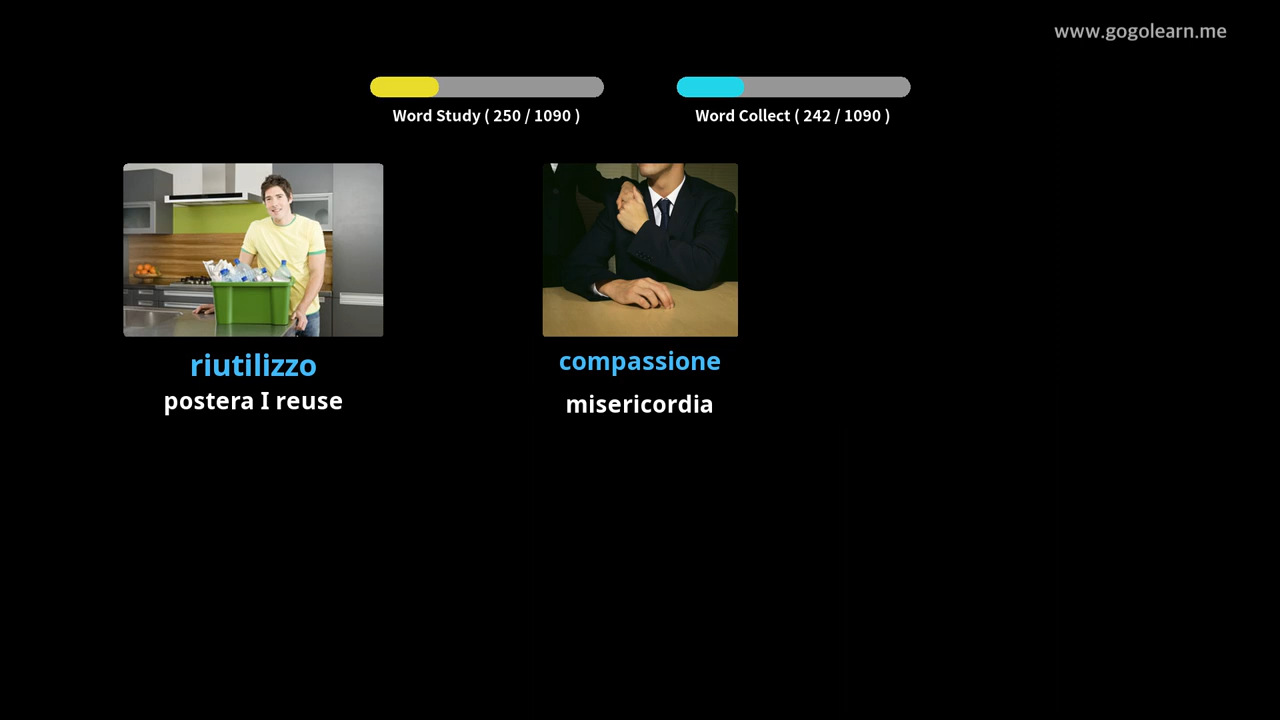 www.gogolearn.me
Word Study ( 250 / 1090 )
Word Collect ( 242 / 1090 )
riutilizzo
postera I reuse
compassione
misericordia